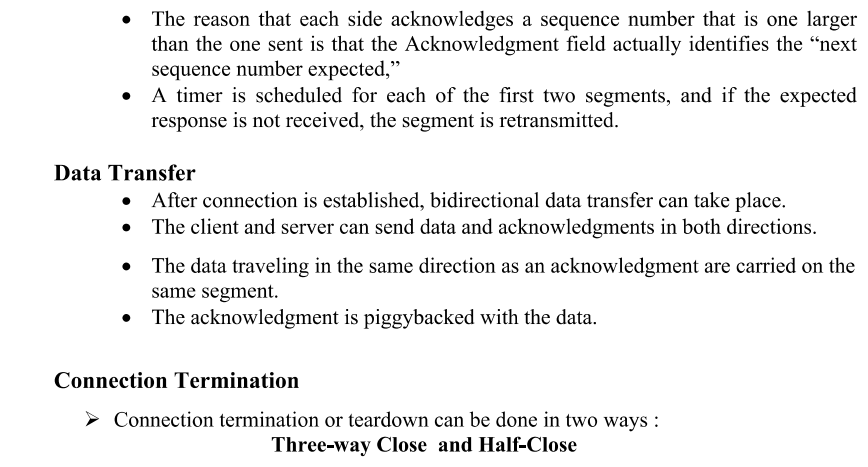 • The reason that each side acknowledges a sequence number that is one larger
than the one sent is that the Acknowledgment field actually identifies the “next
sequence number expected,”
• A timer is scheduled for each of the first two segments, and if the expected
response is not received, the segment is retransmitted.
Data Transfer
• After connection is established, bidirectional data transfer can take place.
• The client and server can send data and acknowledgments in both directions.
• The data traveling in the same direction as an acknowledgment are carried on the
same segment.
• The acknowledgment is piggybacked with the data.
Connection Termination
➢ Connection termination or teardown can be done in two ways :
Three-way Close and Half-Close